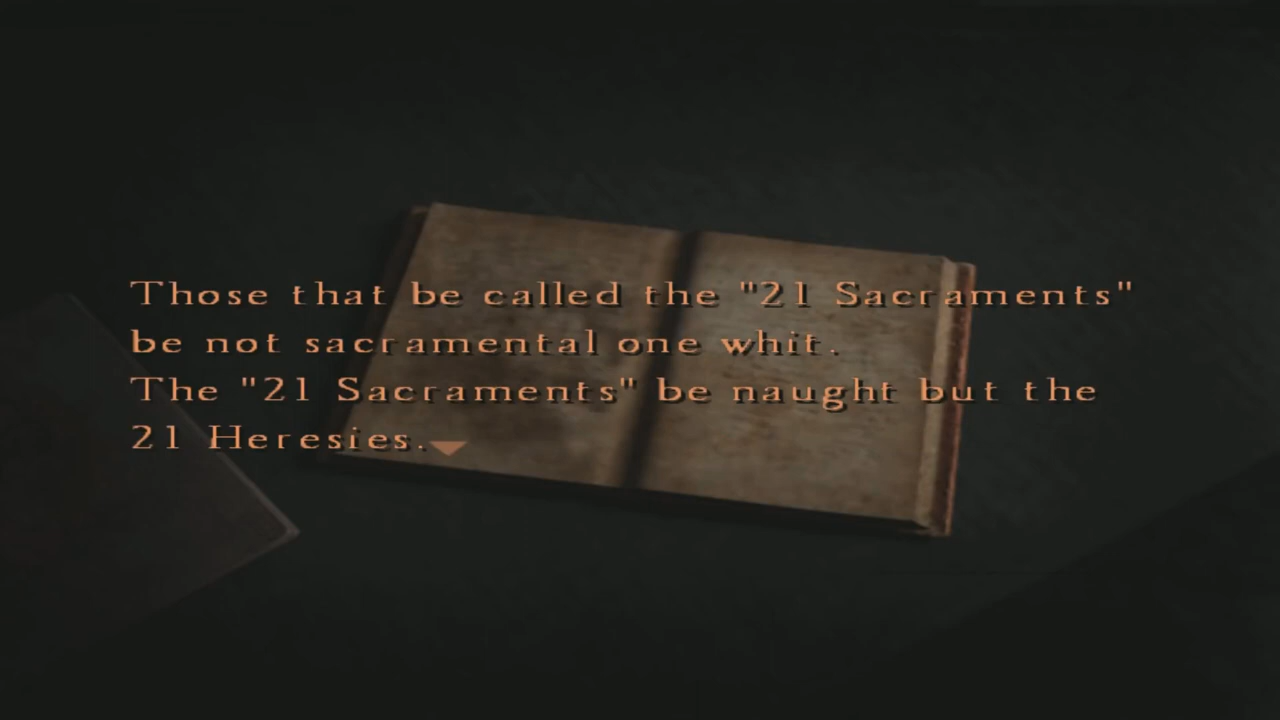 Those that be called the "21 Sacraments"
be not sacramental one whit.
The "21 Sacraments" be naught but the
21 Heresies.